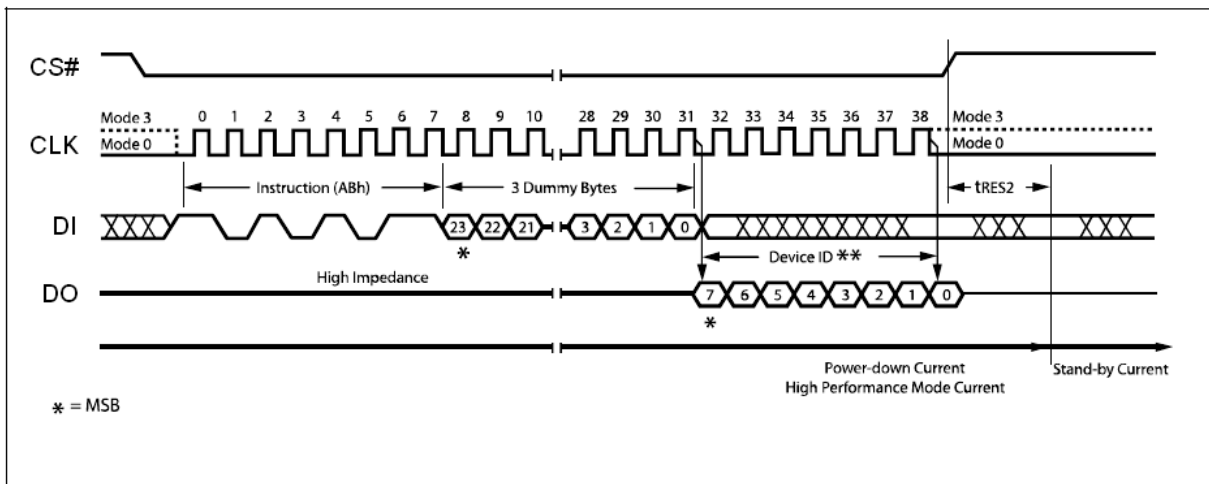 CS#
Mode 3 0 1 2 3 4 5 6 7 8 9 10 28 29 30 31 32 33 34 35 36 37 38 Mode 3
CLK Mode 0 Mode 0
Instruction (ABh) 3 Dummy Bytes tRES2
DI 23 22 21 3 2 1 0
* Device ID **
High Impedance
DO 7 6 5 4 3 2 1 0
*
Power-down Current Stand-by Current
High Performance Mode Current
* = MSB